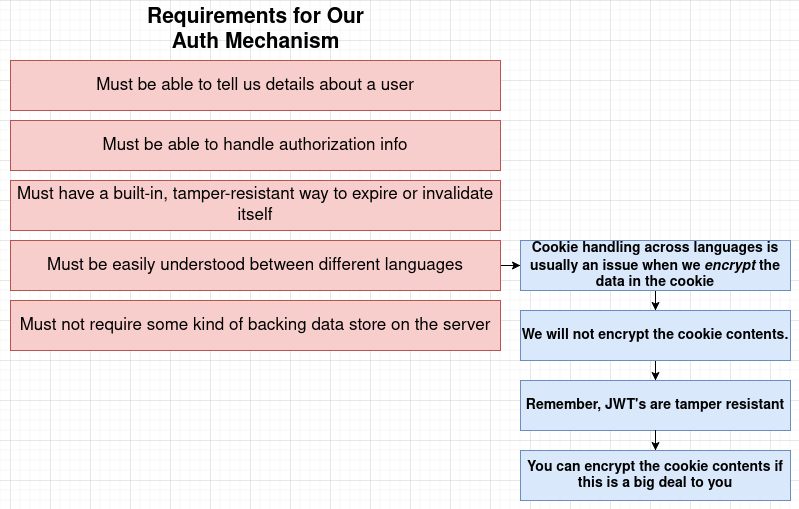 Requirements for Our
Auth Mechanism
Must be able to tell us details about a user
Must be able to handle authorization info
Must have a built-in, tamper-resistant way to expire or invalidate
itself
Must be easily understood between different languages
Must not require some kind of backing data store on the server
Cookie handling across languages is
usually an issue when we encrypt the
data in the cookie
We will not encrypt the cookie contents.
Remember, JWT's are tamper resistant
You can encrypt the cookie contents if
this is a big deal to you